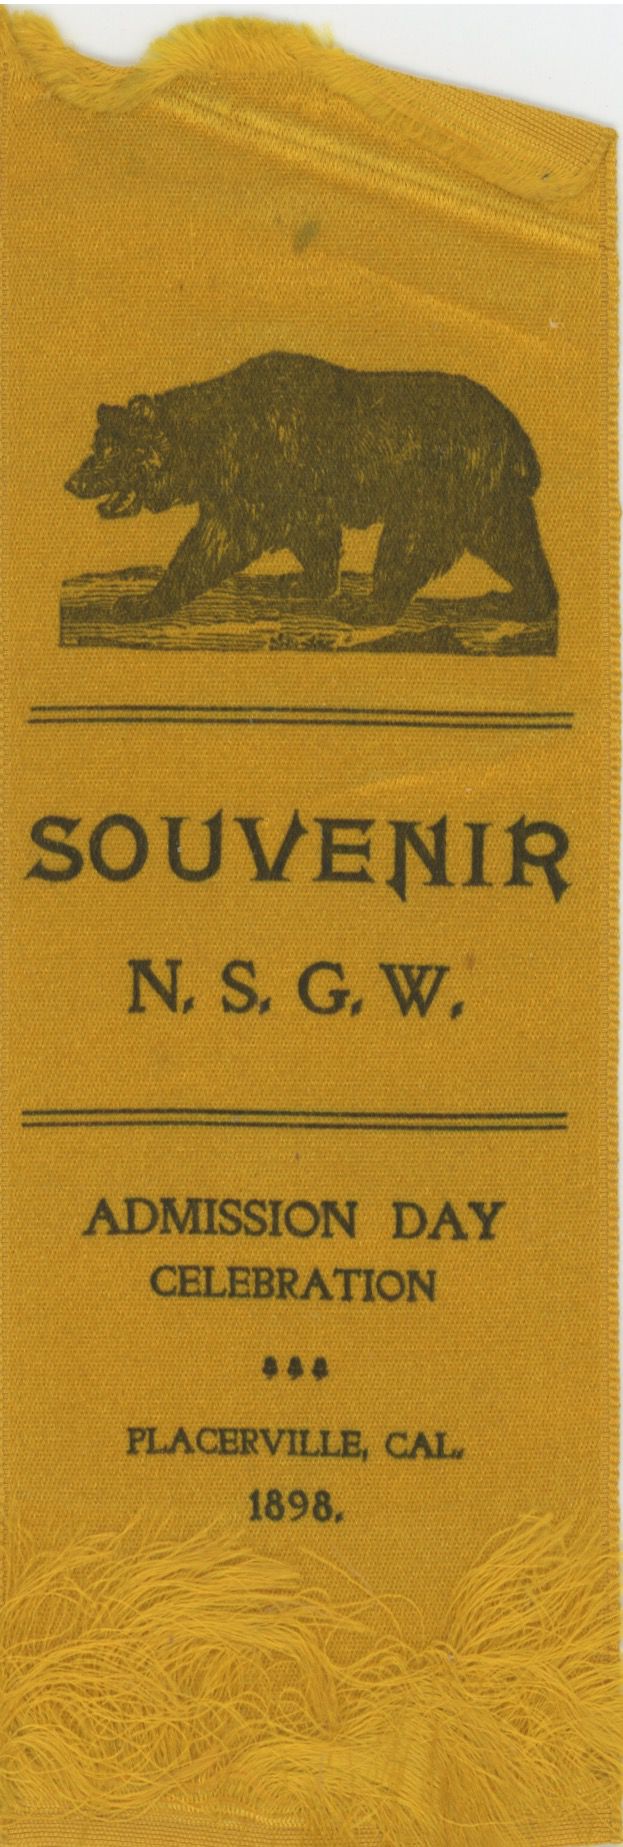 SOUVENIR
N. S. G. W.
ADMISSION DAY
CELEBRATION
PLACERVILLE, CAL.
1898.